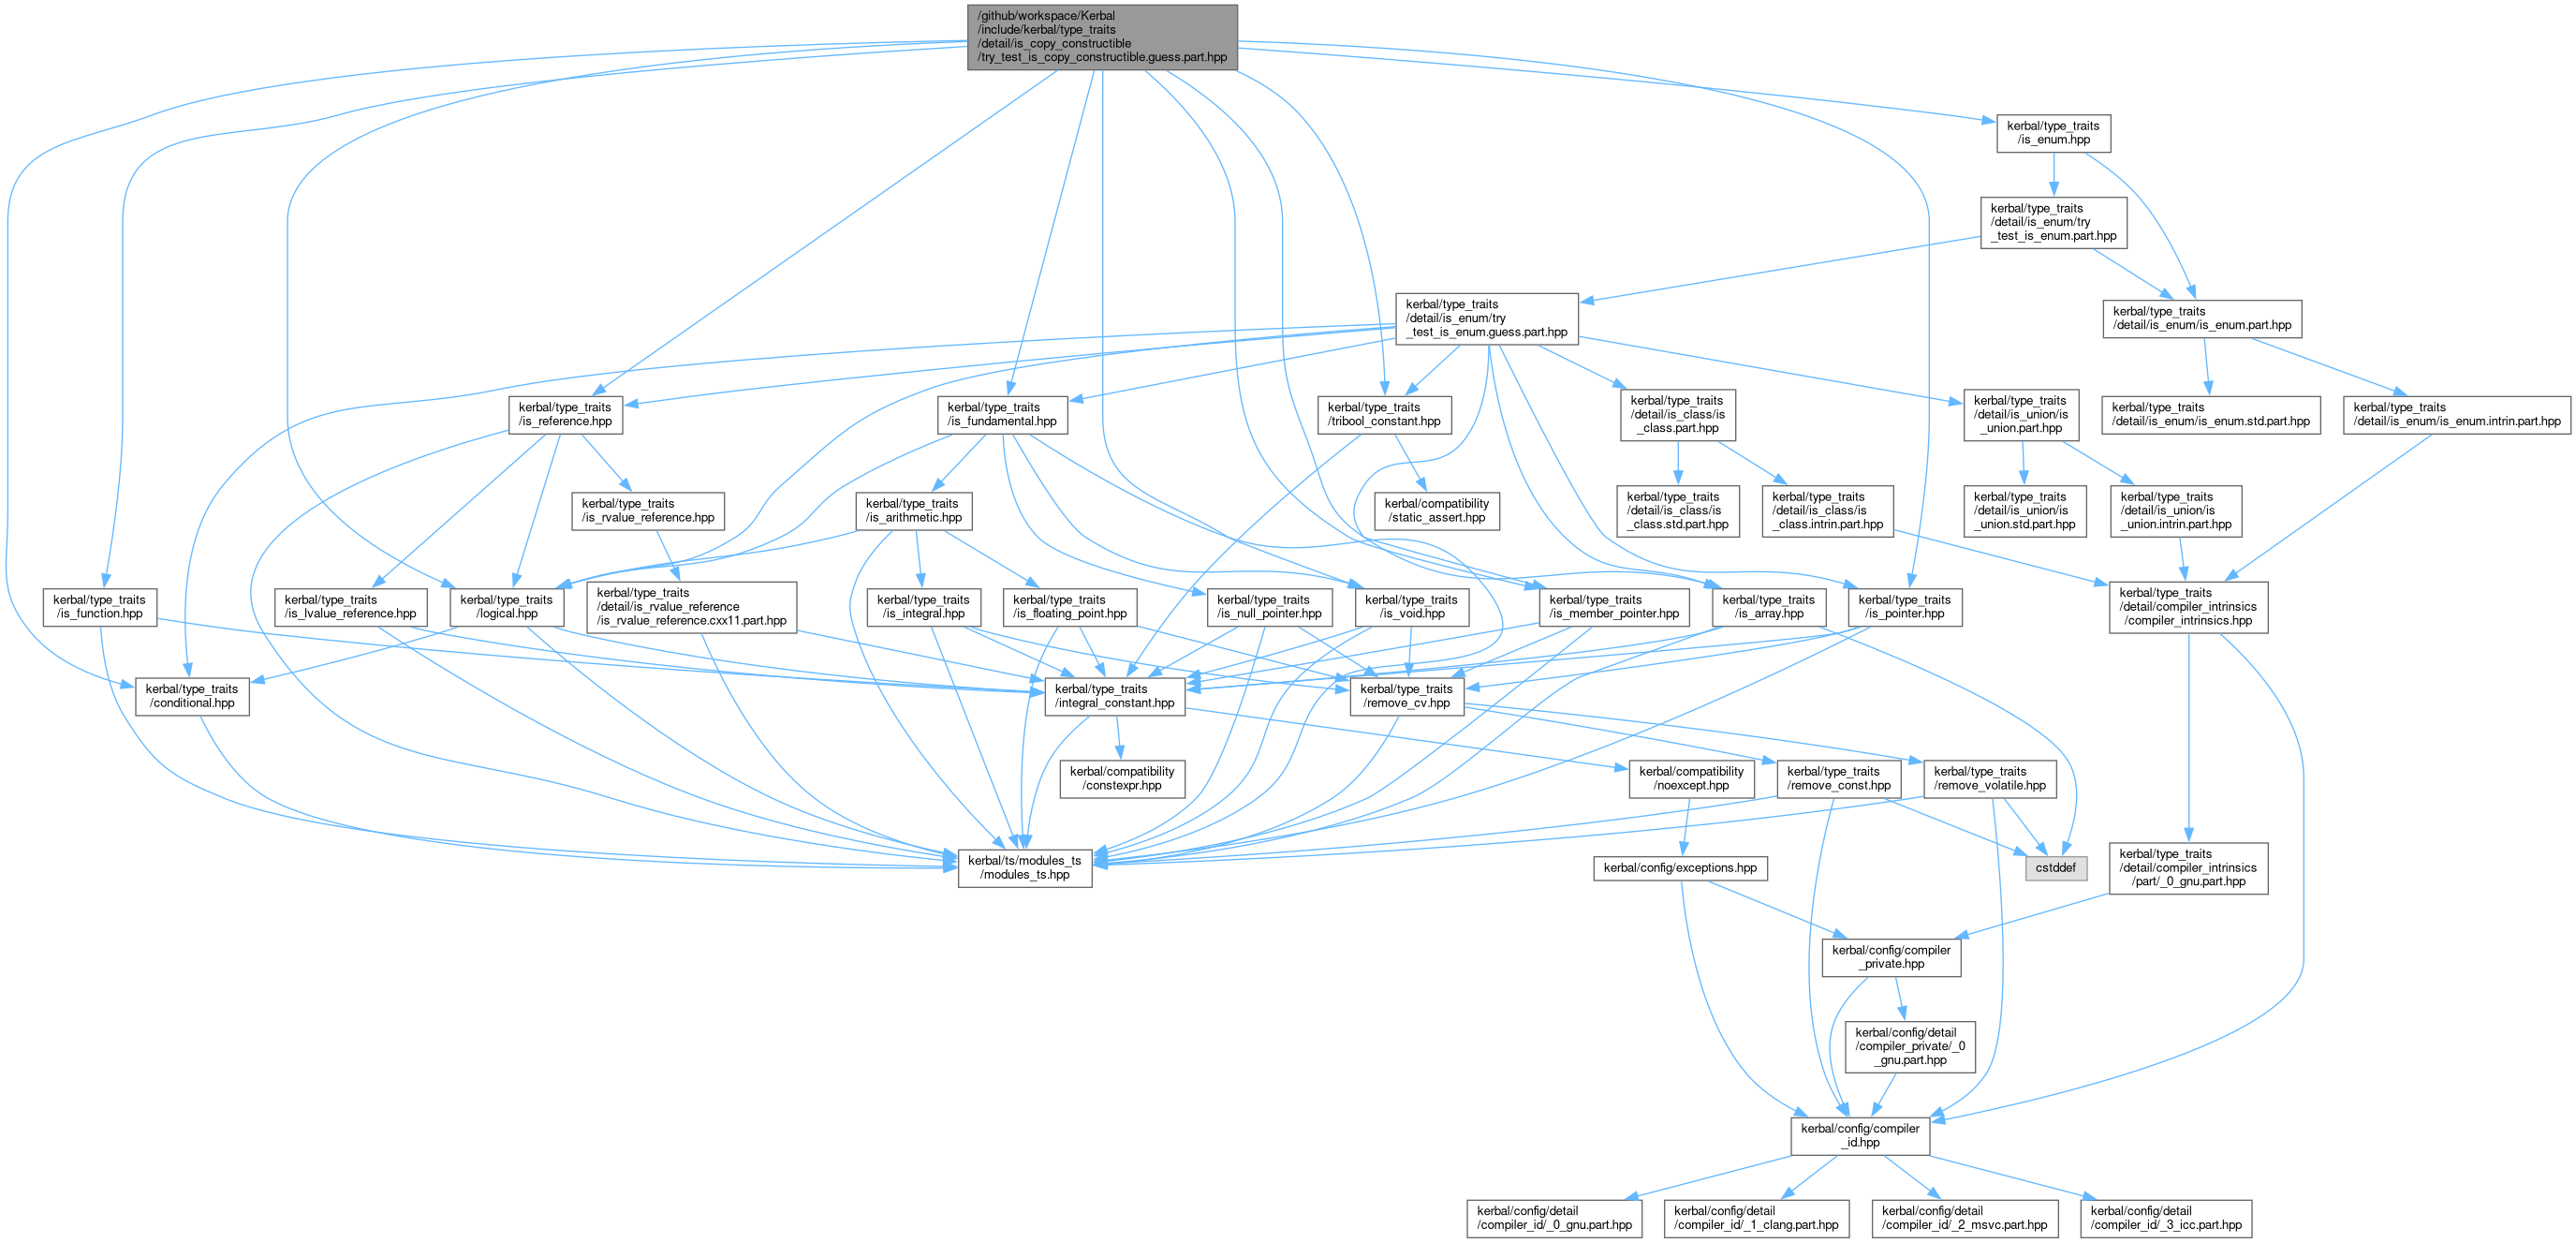 /github/workspace/Kerbal
/include/kerbal/type_traits
/detail/is_copy_constructible
/try_test_is_copy_constructible.guess.part.hpp
kerbal/type_traits
/is_enum.hpp
kerbal/type_traits
/detail/is_enum/try
_test_is_enum.part.hpp
kerbal/type_traits
/detail/is_enum/try
_test_is_enum.guess.part.hpp
kerbal/type_traits
/detail/is_enum/is_enum.part.hpp
kerbal/type_traits
/is_reference.hpp
kerbal/type_traits
/is_fundamental.hpp
kerbal/type_traits
/tribool_constant.hpp
kerbal/type_traits
/detail/is_class/is
_class.part.hpp
kerbal/type_traits
/detail/is_union/is
_union.part.hpp
kerbal/type_traits
/detail/is_enum/is_enum.std.part.hpp
kerbal/type_traits
/detail/is_enum/is_enum.intrin.part.hpp
kerbal/type_traits
/is_rvalue_reference.hpp
kerbal/type_traits
/is_arithmetic.hpp
kerbal/compatibility
/static_assert.hpp
kerbal/type_traits
/detail/is_class/is
_class.std.part.hpp
kerbal/type_traits
/detail/is_class/is
_class.intrin.part.hpp
kerbal/type_traits
/detail/is_union/is
_union.std.part.hpp
kerbal/type_traits
/detail/is_union/is
_union.intrin.part.hpp
kerbal/type_traits
/is_function.hpp
kerbal/type_traits
/is_lvalue_reference.hpp
kerbal/type_traits
/logical.hpp
kerbal/type_traits
/detail/is_rvalue_reference
/is_rvalue_reference.cxx11.part.hpp
kerbal/type_traits
/is_integral.hpp
kerbal/type_traits
/is_floating_point.hpp
kerbal/type_traits
/is_null_pointer.hpp
kerbal/type_traits
/is_void.hpp
kerbal/type_traits
/is_member_pointer.hpp
kerbal/type_traits
/is_array.hpp
kerbal/type_traits
/is_pointer.hpp
kerbal/type_traits
/detail/compiler_intrinsics
/compiler_intrinsics.hpp
kerbal/type_traits
/conditional.hpp
kerbal/type_traits
/integral_constant.hpp
kerbal/type_traits
/remove_cv.hpp
kerbal/compatibility
/constexpr.hpp
kerbal/compatibility
/noexcept.hpp
kerbal/type_traits
/remove_const.hpp
kerbal/type_traits
/remove_volatile.hpp
kerbal/ts/modules_ts
/modules_ts.hpp
kerbal/config/exceptions.hpp
cstddef
kerbal/type_traits
/detail/compiler_intrinsics
/part/_0_gnu.part.hpp
kerbal/config/compiler
_private.hpp
kerbal/config/detail
/compiler_private/_0
_gnu.part.hpp
kerbal/config/compiler
_id.hpp
kerbal/config/detail
/compiler_id/_0_gnu.part.hpp
kerbal/config/detail
/compiler_id/_1_clang.part.hpp
kerbal/config/detail
/compiler_id/_2_msvc.part.hpp
kerbal/config/detail
/compiler_id/_3_icc.part.hpp